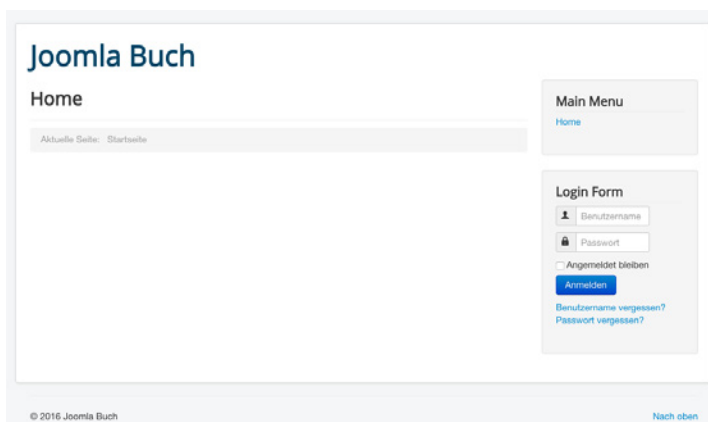 Joomla Buch
Home
Aktuelle Seite: Startseite
Main Menu
Home
Login Form
Benutzername
Passwort
Angemeldet bleiben
Anmelden
Benutzername vergessen?
Passwort vergessen?
© 2016 Joomla Buch
Nach oben